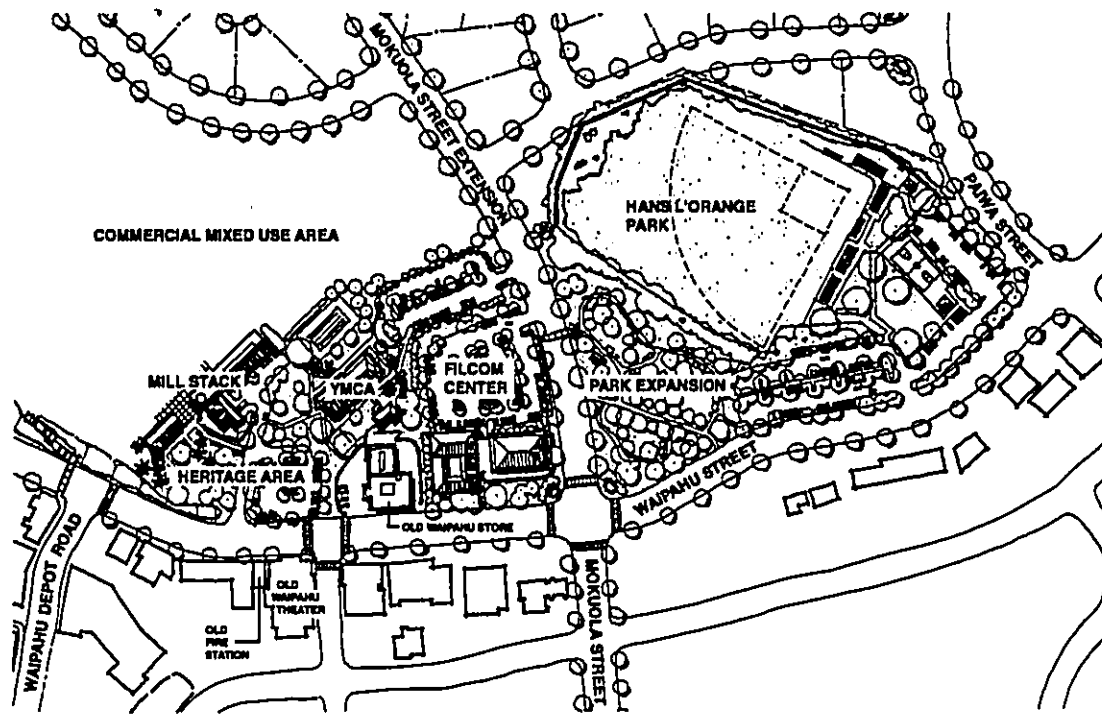 MOKUOLA STREET EXTENSION
HANS L'ORANGE
PARK
PAIWA STREET
COMMERCIAL MIXED USE AREA
MILL STACK
YMCA
FILCOM
CENTER
PARK EXPANSION
HERITAGE AREA
WAIPAHU STREET
OLD WAIPAHU STORE
WAIPAHU DEPOT ROAD
OLD
WAIPAHU
THEATER
OLD
FIRE
STATION
MOKUOLA STREET